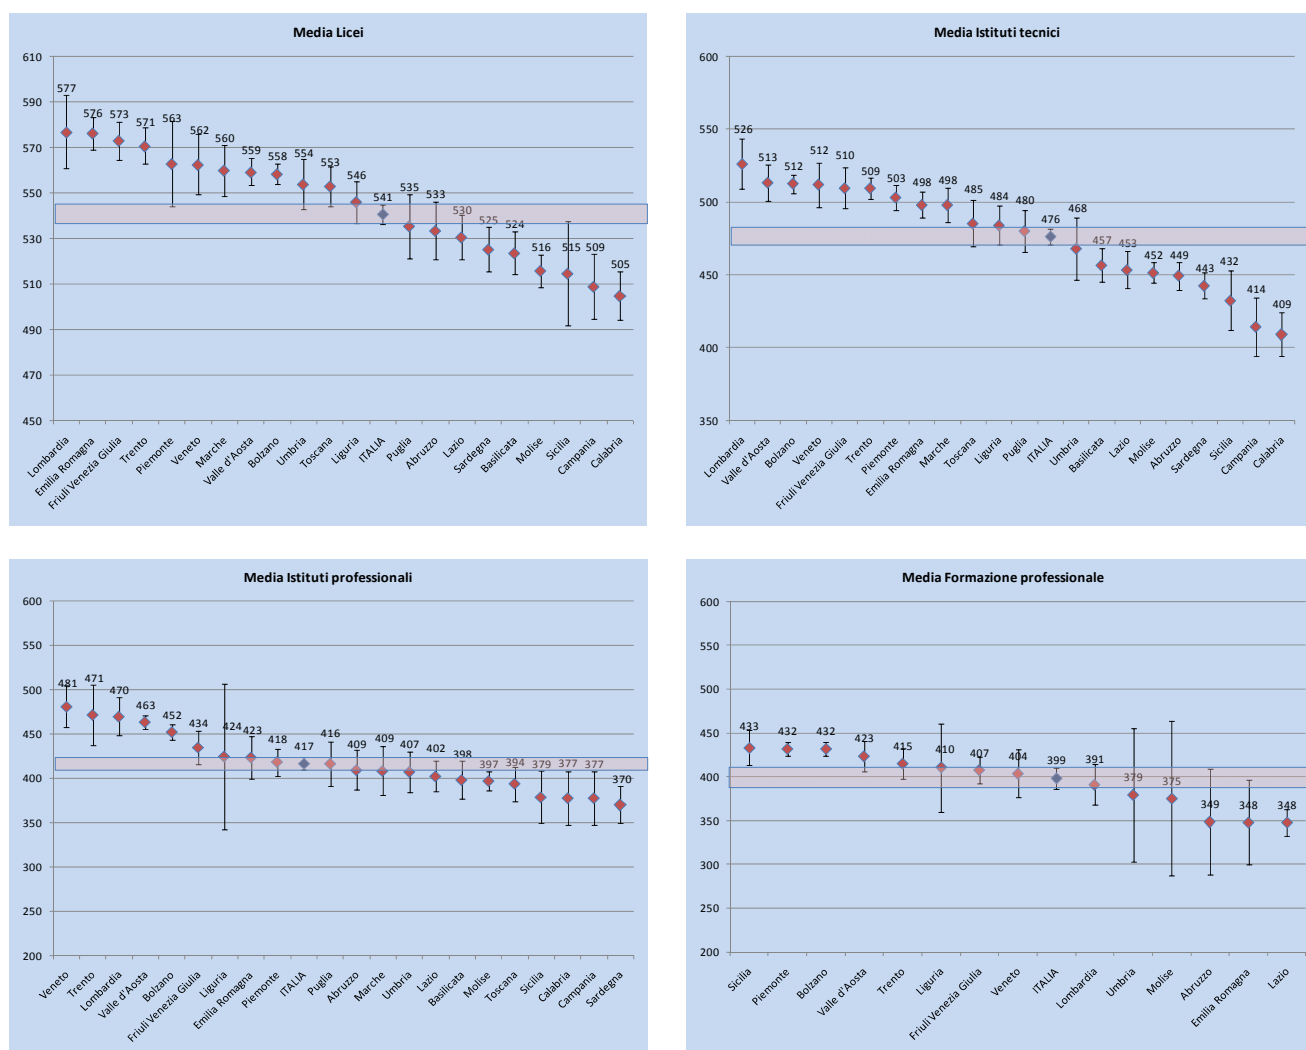 Media Licei
610
590
570
550
530
510
490
470
450
577
576
573
571
563
562
560
559
558
554
553
546
541
535
533
530
525
524
516
515
509
505
Lombardia
Emilia Romagna
Friuli Venezia Giulia
Trento
Piemonte
Veneto
Marche
Valle d'Aosta
Bolzano
Umbria
Toscana
Liguria
ITALIA
Puglia
Abruzzo
Lazio
Sardegna
Basilicata
Molise
Sicilia
Campania
Calabria
Media Istituti tecnici
600
550
500
450
400
350
526
513
512
512
510
509
503
498
498
485
484
480
476
468
457
453
452
449
443
432
414
409
Lombardia
Valle d'Aosta
Bolzano
Veneto
Friuli Venezia Giulia
Trento
Piemonte
Emilia Romagna
Marche
Toscana
Liguria
Puglia
ITALIA
Umbria
Basilicata
Lazio
Molise
Abruzzo
Sardegna
Sicilia
Campania
Calabria
Media Istituti professionali
600
550
500
450
400
350
300
250
200
481
471
470
463
452
434
424
423
418
417
416
409
409
407
402
398
397
394
379
377
377
370
Veneto
Trento
Lombardia
Valle d'Aosta
Bolzano
Friuli Venezia Giulia
Liguria
Emilia Romagna
Piemonte
ITALIA
Puglia
Abruzzo
Marche
Umbria
Lazio
Basilicata
Molise
Toscana
Sicilia
Calabria
Campania
Sardegna
Media Formazione professionale
600
550
500
450
400
350
300
250
200
433
432
432
423
415
410
407
404
399
391
379
375
349
348
348
Sicilia
Piemonte
Bolzano
Valle d'Aosta
Trento
Liguria
Friuli Venezia Giulia
Veneto
ITALIA
Lombardia
Umbria
Molise
Abruzzo
Emilia Romagna
Lazio